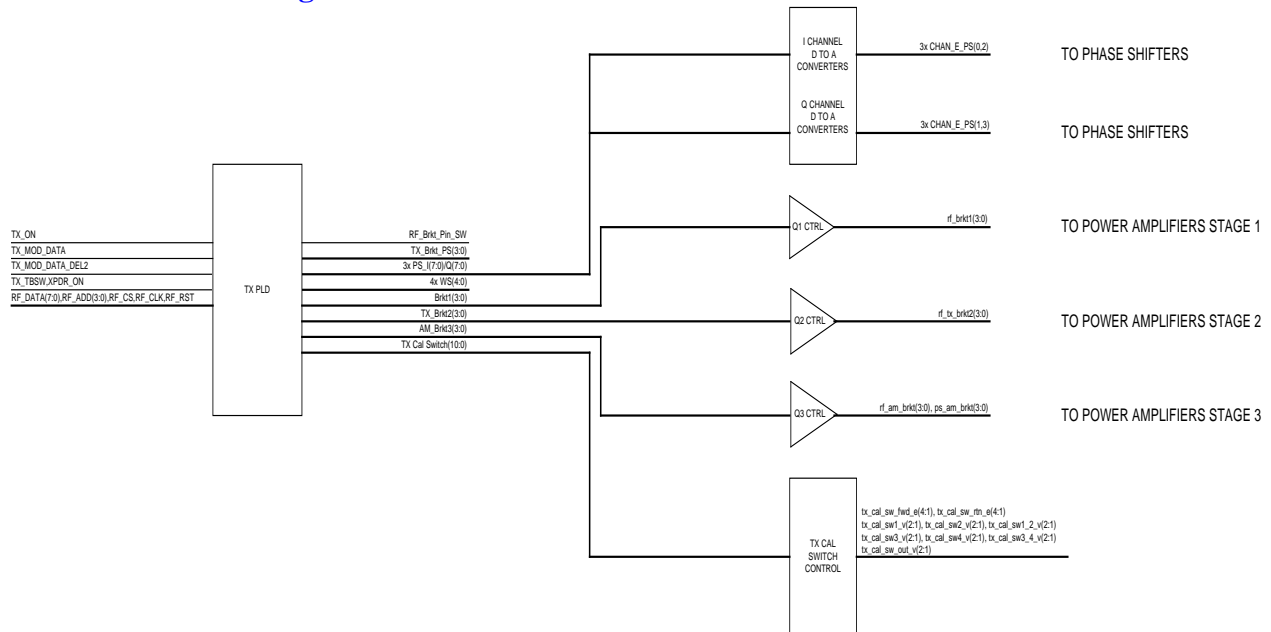 I CHANNEL
D TO A
CONVERTERS
3x CHAN_E_PS(0,2)
TO PHASE SHIFTERS
Q CHANNEL
D TO A
CONVERTERS
3x CHAN_E_PS(1,3)
TO PHASE SHIFTERS
TX_ON
TX_MOD_DATA
TX_MOD_DATA_DEL2
TX_TBSW,XPDR_ON
RF_DATA(7:0),RF_ADD(3:0),RF_CS,RF_CLK,RF_RST
TX PLD
RF_Brkt_Pin_SW
TX_Brkt_PS(3:0)
3x PS_I(7:0)/Q(7:0)
4x WS(4:0)
Brkt1(3:0)
TX_Brkt2(3:0)
AM_Brkt3(3:0)
TX Cal Switch(10:0)
Q1 CTRL
rf_brkt1(3:0)
TO POWER AMPLIFIERS STAGE 1
Q2 CTRL
rf_tx_brkt2(3:0)
TO POWER AMPLIFIERS STAGE 2
Q3 CTRL
rf_am_brkt(3:0), ps_am_brkt(3:0)
TO POWER AMPLIFIERS STAGE 3
TX CAL
SWITCH
CONTROL
tx_cal_sw_fwd_e(4:1), tx_cal_sw_rtn_e(4:1)
tx_cal_sw1_v(2:1), tx_cal_sw2_v(2:1), tx_cal_sw1_2_v(2:1)
tx_cal_sw3_v(2:1), tx_cal_sw4_v(2:1), tx_cal_sw3_4_v(2:1)
tx_cal_sw_out_v(2:1)